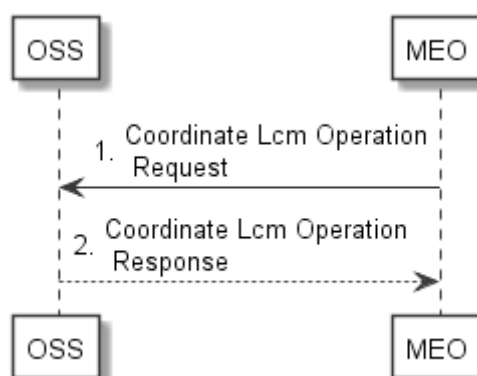 OSS MEO
1. Coordinate Lcm Operation
Request
2. Coordinate Lcm Operation
Response
OSS MEO